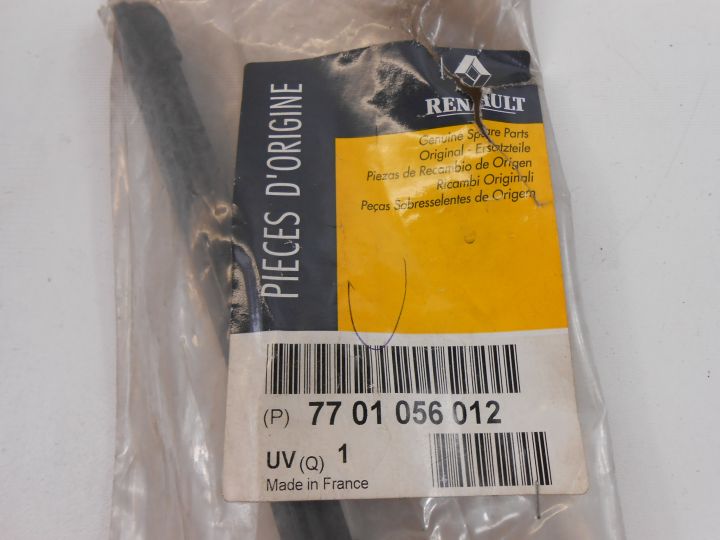 PIECES D'ORIGINE
RENAULT
Genuine Spare Parts
Original - Ersatzteile
Piezas de Recambio de Origen
Ricambi Originali
Peças Sobresselentes de Origem
(P) 77 01 056 012
UV (Q) 1
Made in France